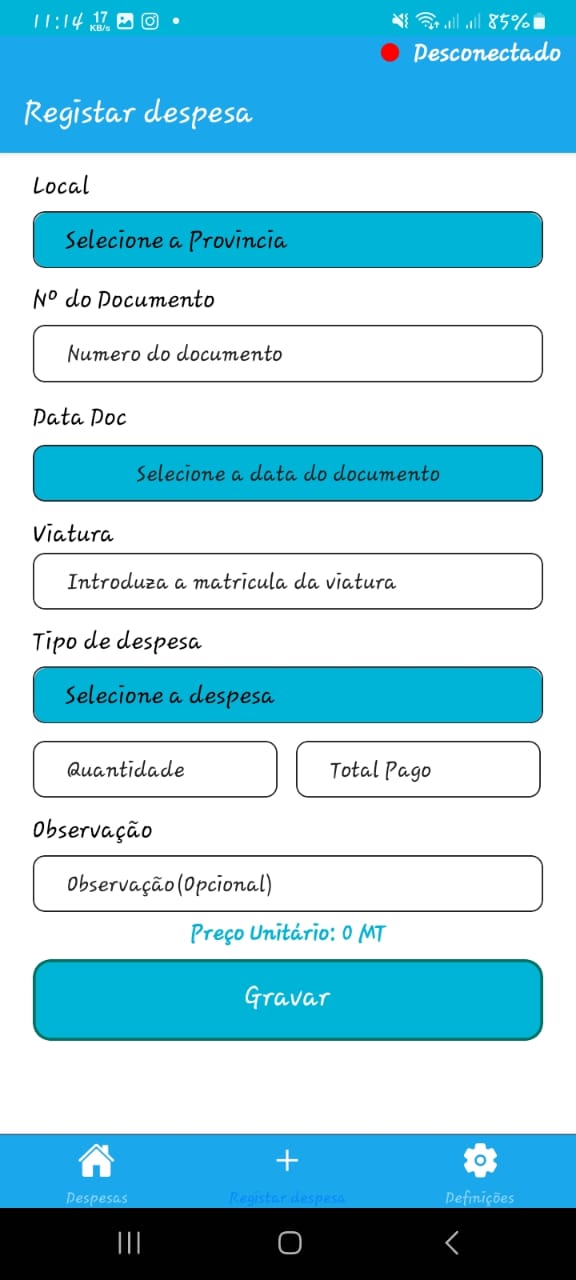 11:14 17 KB/s 85%
Desconectado
Registar despesa
Local
Selecione a Provincia
Nº do Documento
Numero do documento
Data Doc
Selecione a data do documento
Viatura
Introduza a matricula da viatura
Tipo de despesa
Selecione a despesa
Quantidade Total Pago
Observação
Observação(Opcional)
Preço Unitário: 0 MT
Gravar
Despesas Registar despesa Definições